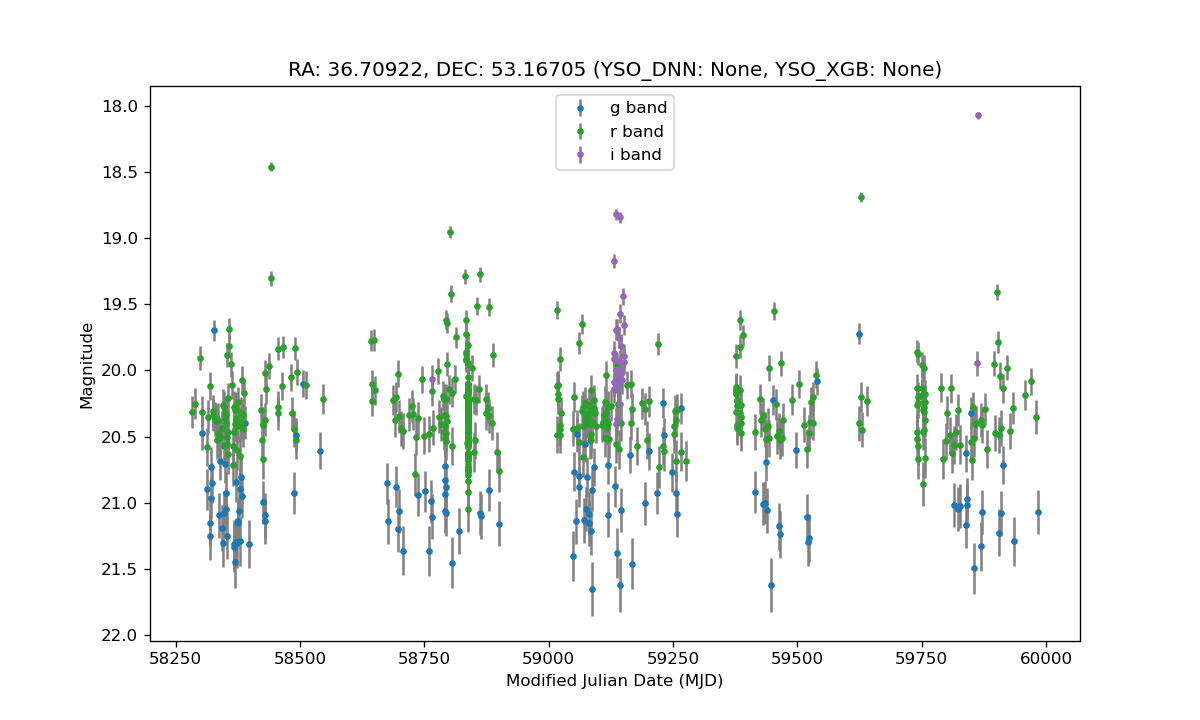 RA: 36.70922, DEC: 53.16705 (YSO_DNN: None, YSO_XGB: None)
g band
r band
i band
18.0
18.5
19.0
19.5
20.0
20.5
21.0
21.5
22.0
Magnitude
58250 58500 58750 59000 59250 59500 59750 60000
Modified Julian Date (MJD)